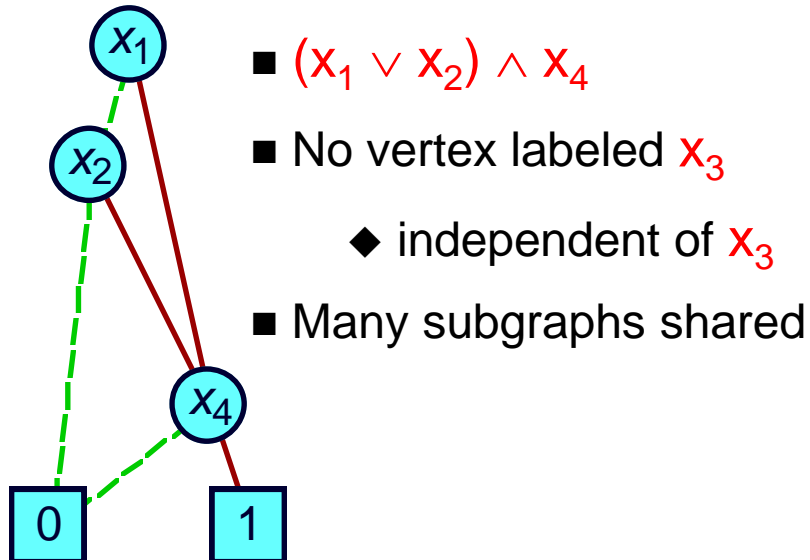 x₁
■ (x₁ ∨ x₂) ∧ x₄
x₂
■ No vertex labeled x₃
◆ independent of x₃
■ Many subgraphs shared
x₄
0
1